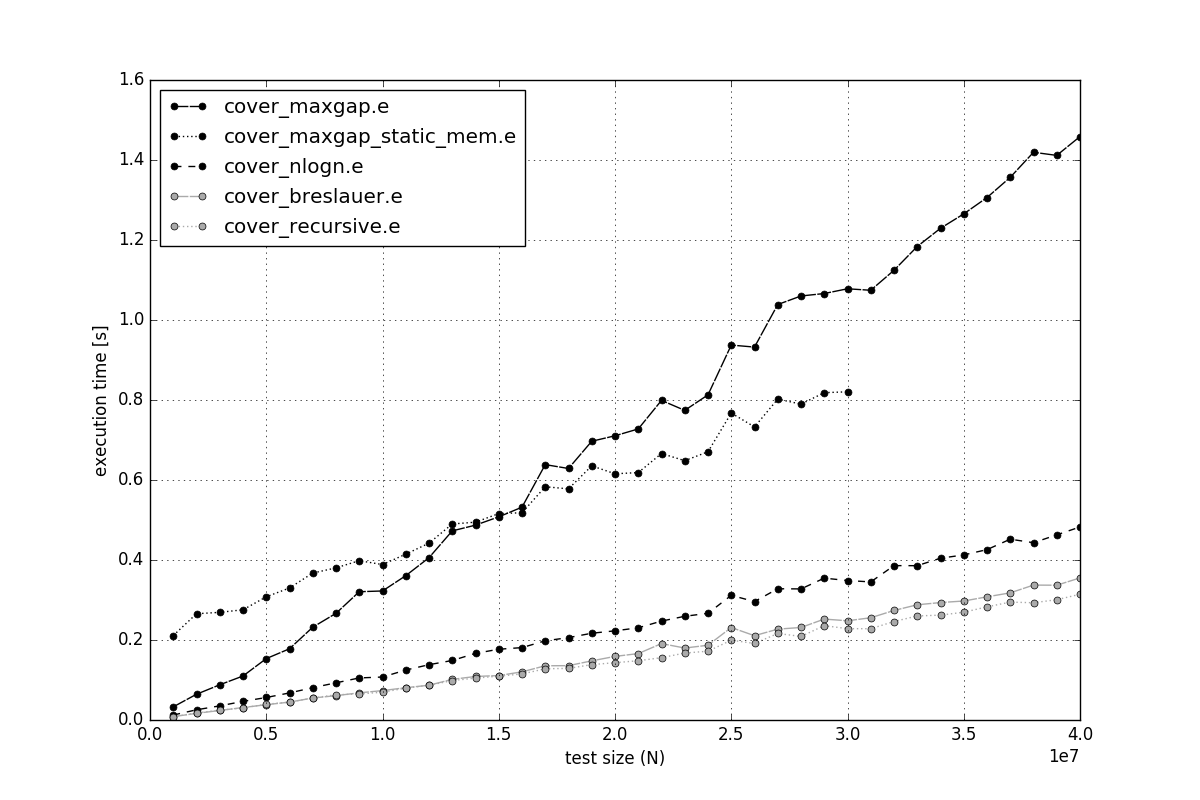 1.6
1.4
1.2
1.0
0.8
0.6
0.4
0.2
0.0
execution time [s]
cover_maxgap.e
cover_maxgap_static_mem.e
cover_nlogn.e
cover_breslauer.e
cover_recursive.e
0.0 0.5 1.0 1.5 2.0 2.5 3.0 3.5 4.0
test size (N)
1e7